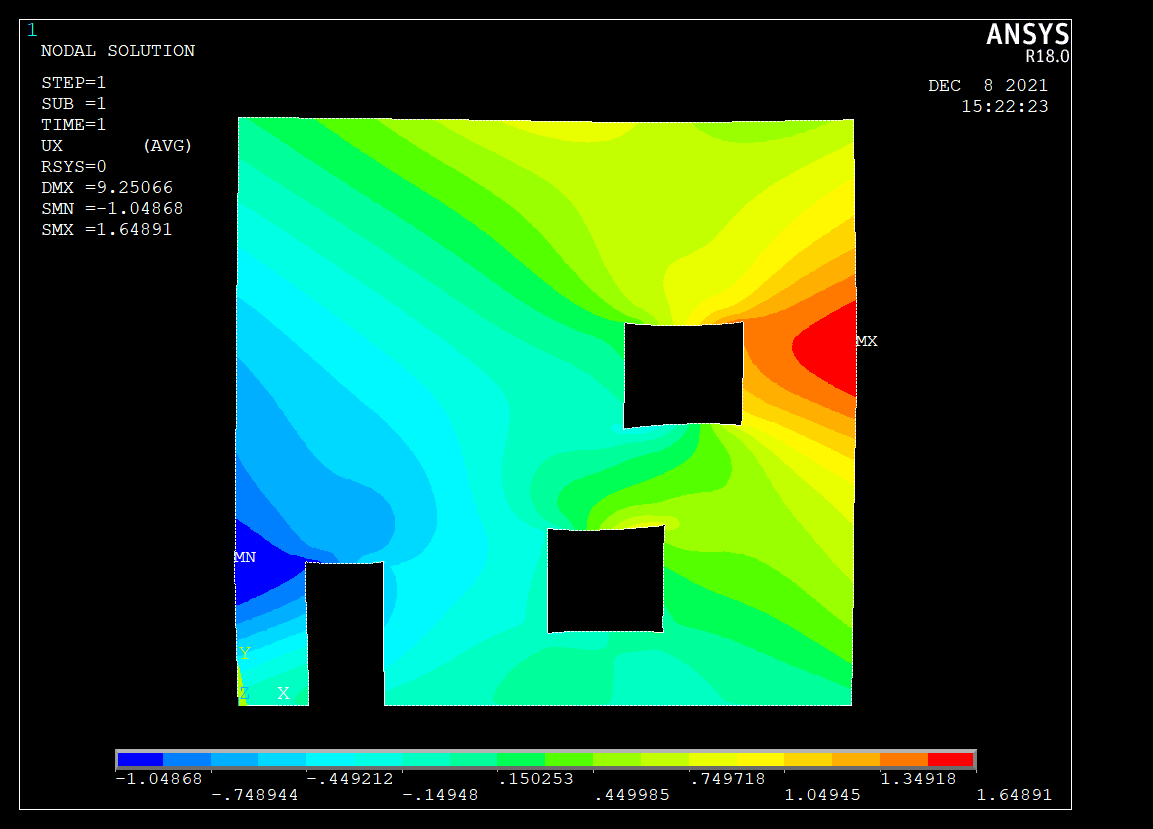 1
ANSYS
R18.0
NODAL SOLUTION
STEP=1
SUB =1
TIME=1
UX (AVG)
RSYS=0
DMX =9.25066
SMN =-1.04868
SMX =1.64891
DEC 8 2021
15:22:23
MX
MN
Y
Z X
-1.04868 -.449212 .150253 .749718 1.34918
-.748944 -.14948 .449985 1.04945 1.64891